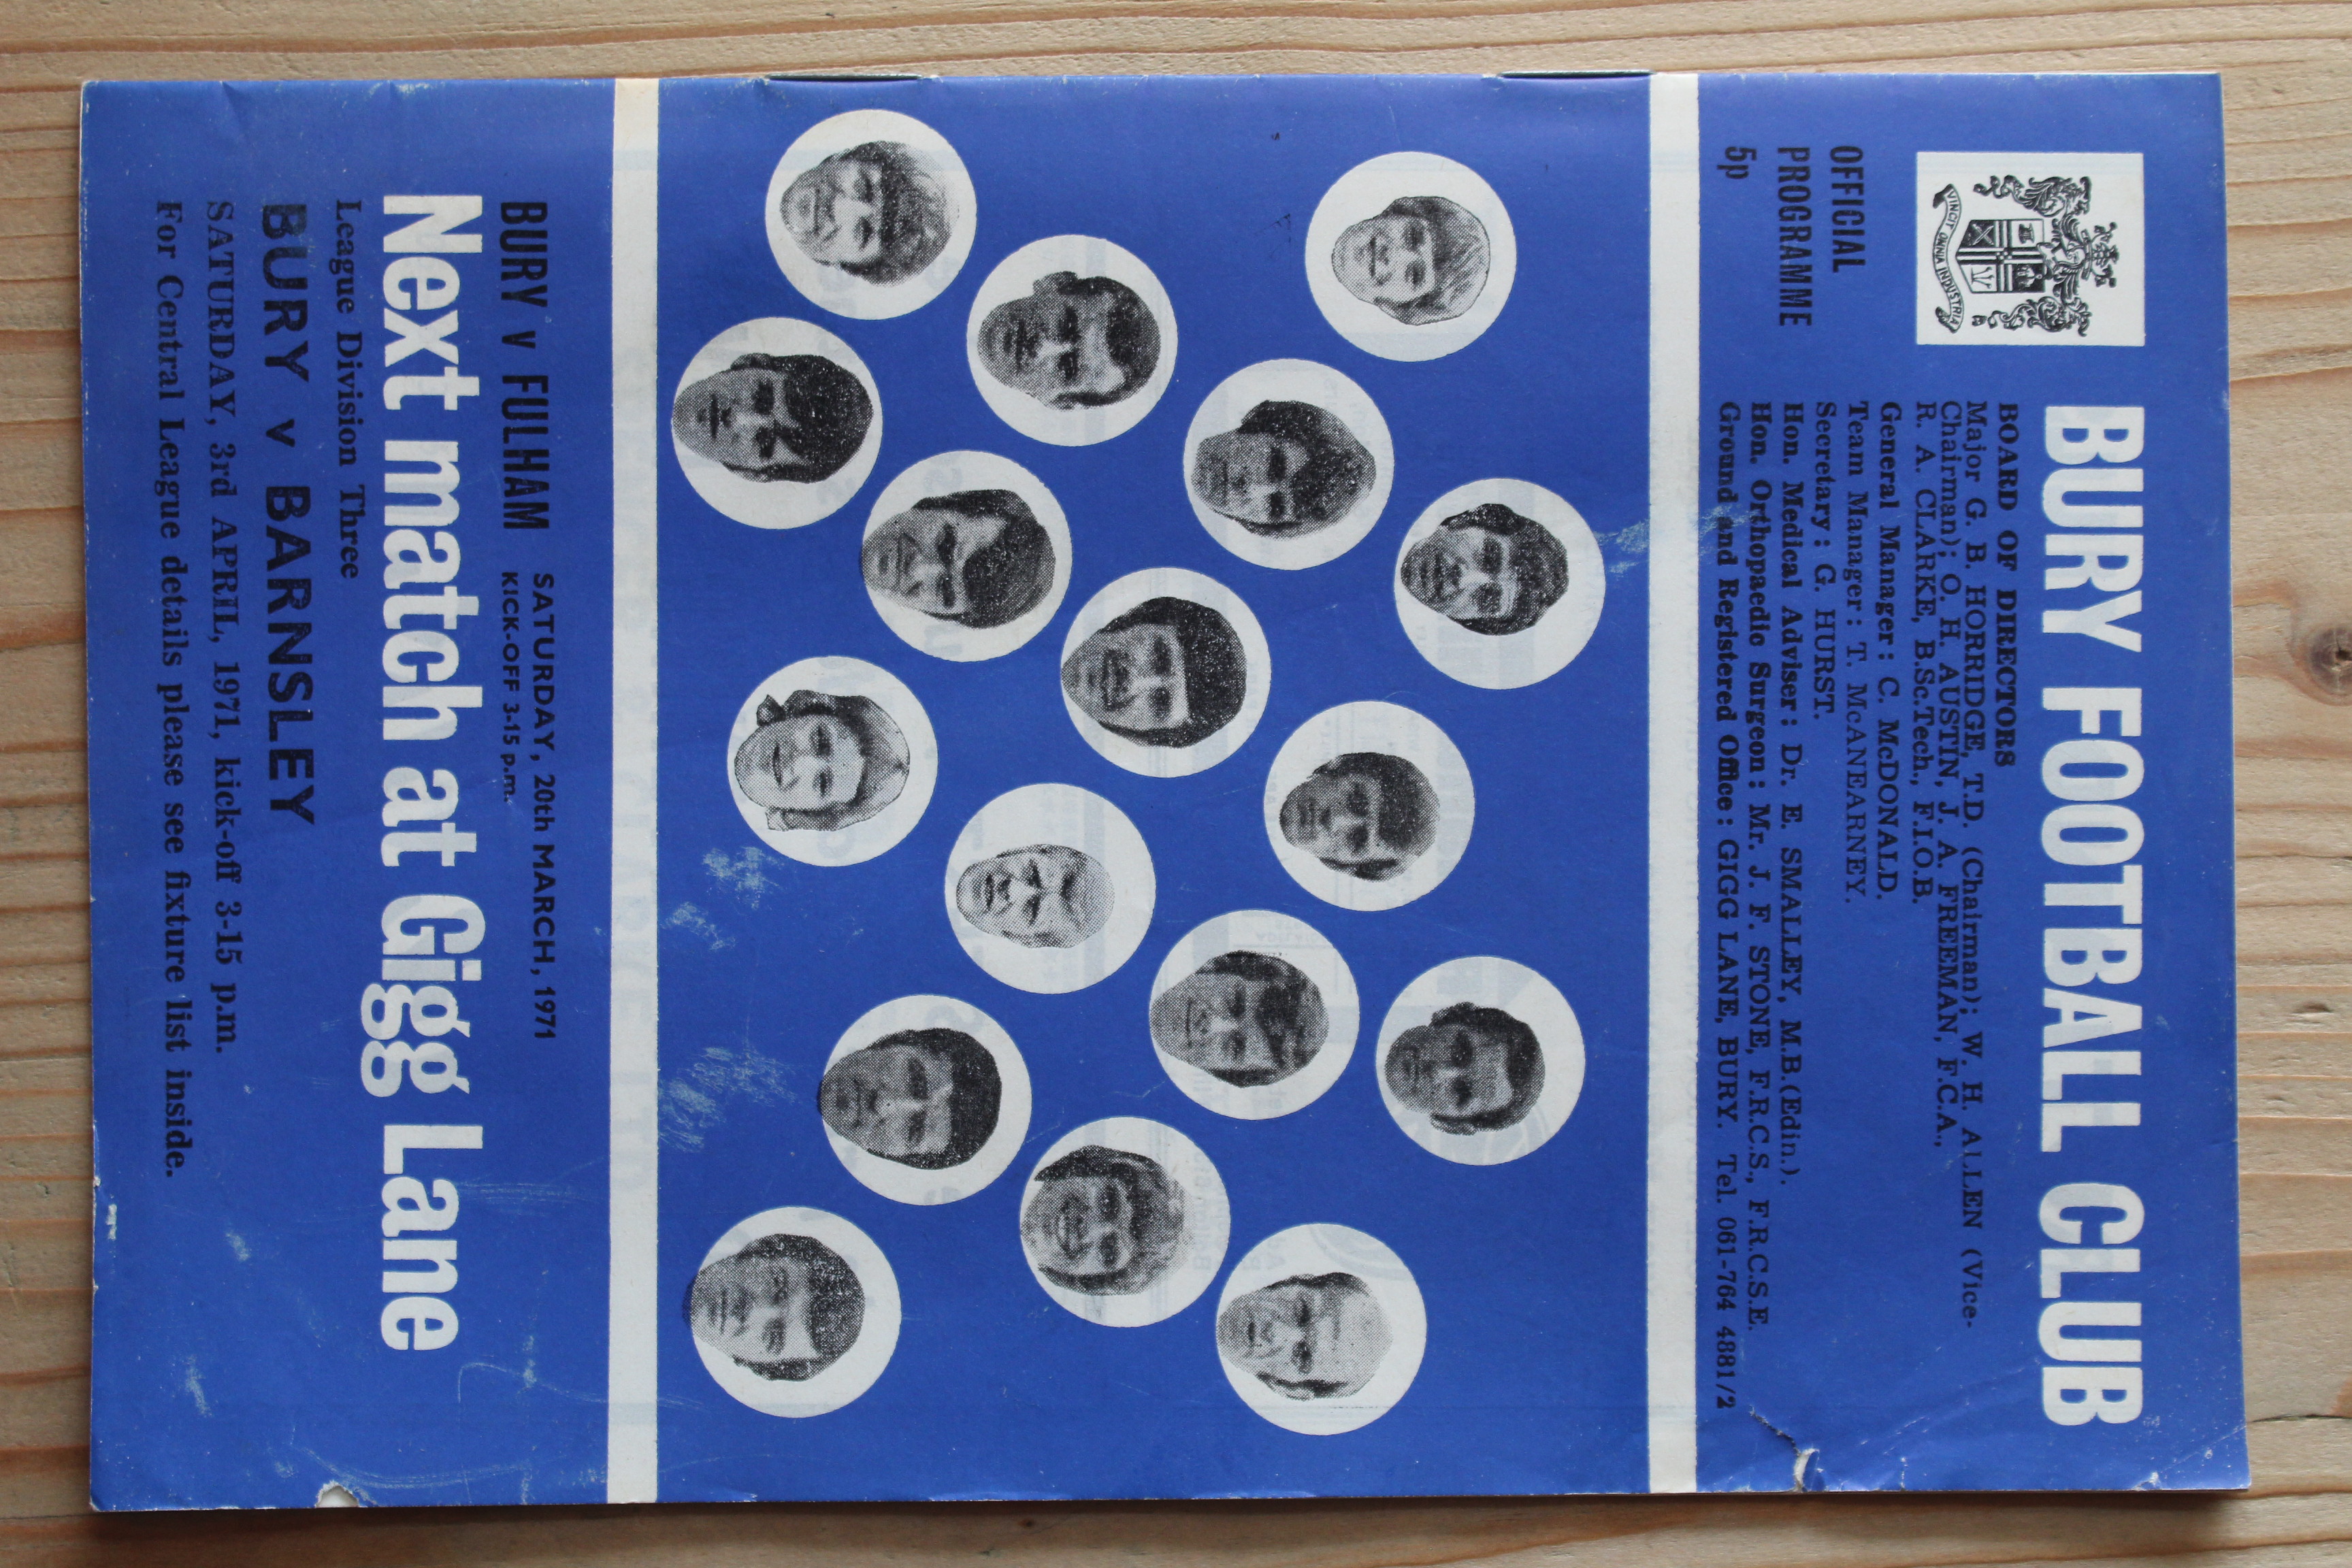 BURY FOOTBALL CLUB
VINCIT OMNIA INDUSTRIA
OFFICIAL
PROGRAMME
5p
BOARD OF DIRECTORS
Major G. B. HORRIDGE, T.D. (Chairman); W. H. ALLEN (Vice-
Chairman); O. H. AUSTIN, J. A. FREEMAN, F.C.A.,
R. A. CLARKE, B.Sc.Tech., F.I.O.B.
General Manager: C. McDONALD.
Team Manager: T. McANEARNEY.
Secretary: G. HURST.
Hon. Medical Adviser: Dr. E. SMALLEY, M.B.(Edin.).
Hon. Orthopaedic Surgeon: Mr. J. F. STONE, F.R.C.S., F.R.C.S.E.
Ground and Registered Office: GIGG LANE, BURY. Tel. 061-764 4881/2
BURY v FULHAM
SATURDAY, 20th MARCH, 1971
KICK-OFF 3-15 p.m.
Next match at Gigg Lane
League Division Three
BURY v BARNSLEY
SATURDAY, 3rd APRIL, 1971, kick-off 3-15 p.m.
For Central League details please see fixture list inside.